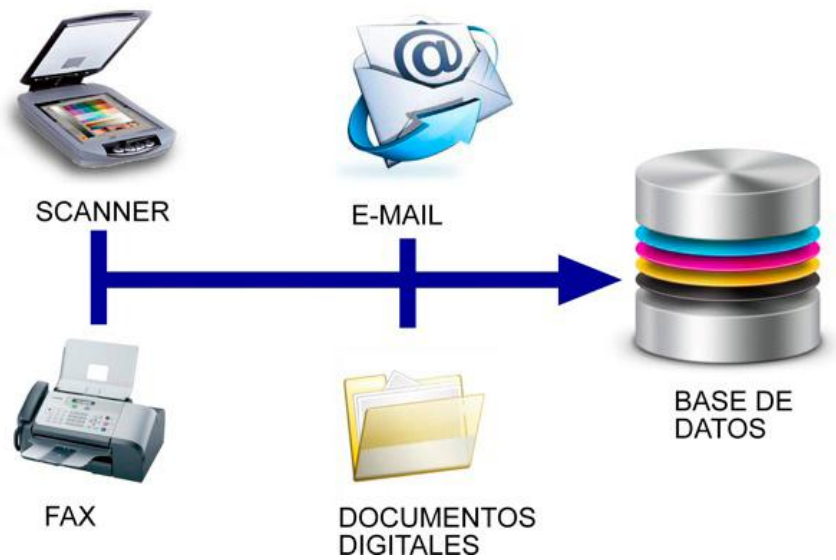 SCANNER
E-MAIL
BASE DE
DATOS
FAX
DOCUMENTOS
DIGITALES